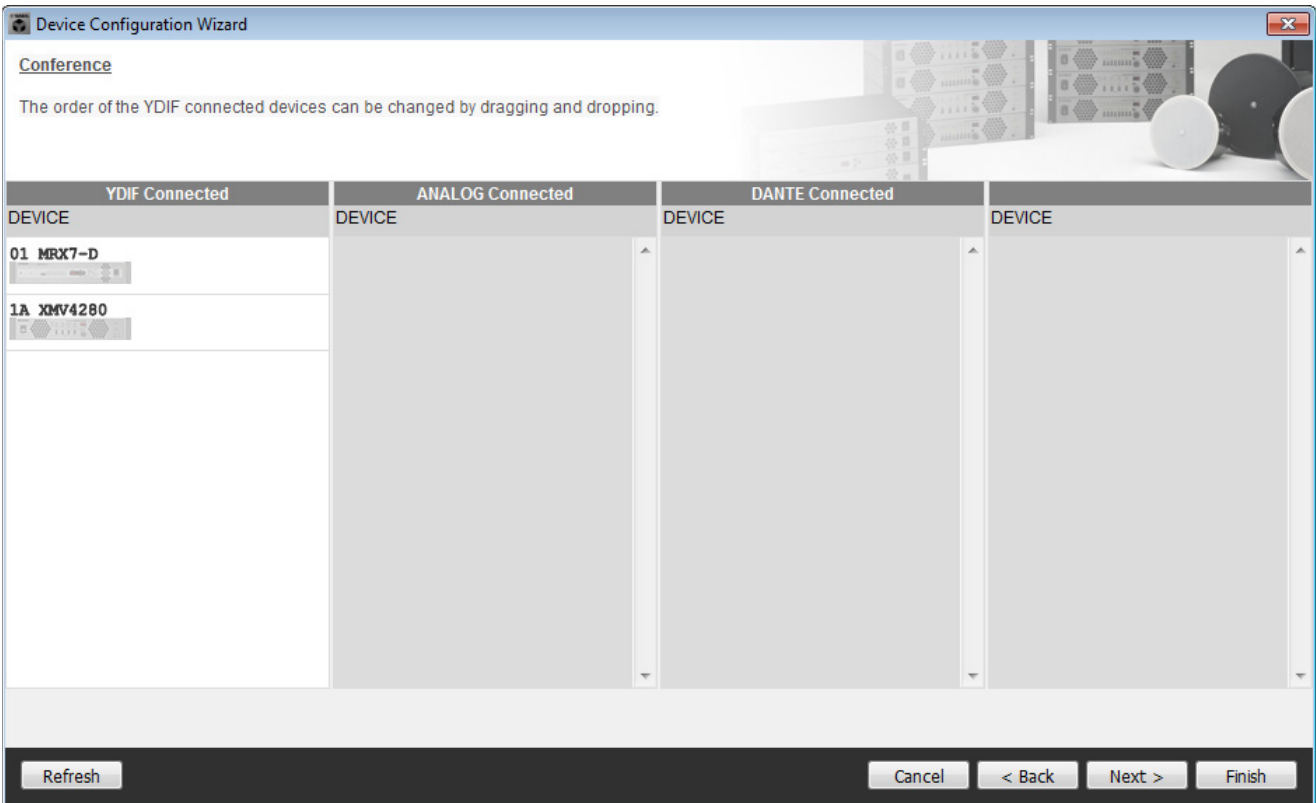 Device Configuration Wizard
Conference
The order of the YDIF connected devices can be changed by dragging and dropping.
YDIF Connected ANALOG Connected DANTE Connected
DEVICE DEVICE DEVICE DEVICE
01 MRX7-D
1A XMV4280
Refresh Cancel < Back Next > Finish